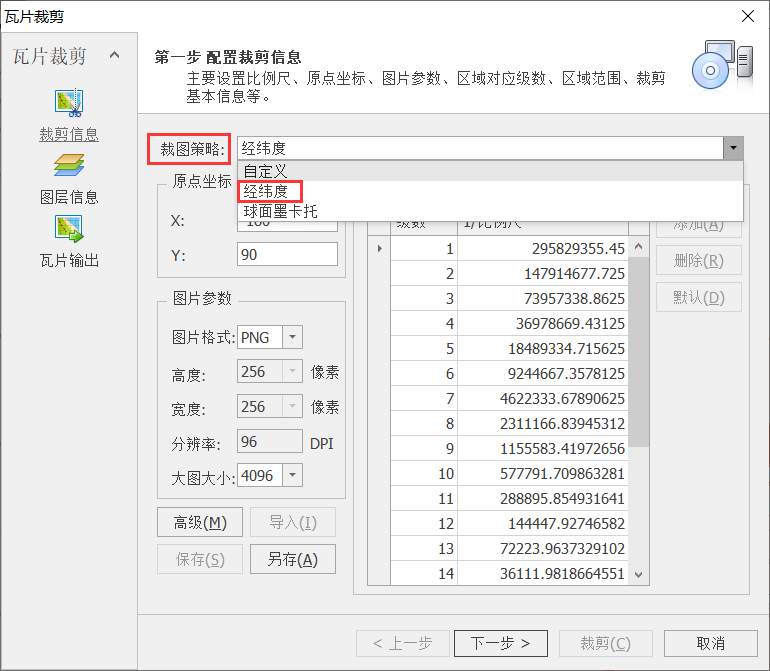 瓦片裁剪
瓦片裁剪
裁剪信息
图层信息
瓦片输出
第一步 配置裁剪信息
主要设置比例尺、原点坐标、图片参数、区域对应级数、区域范围、裁剪
基本信息等。
裁图策略: 经纬度
自定义
经纬度
球面墨卡托
原点坐标
X:
Y: 90
图片参数
图片格式: PNG
高度: 256 像素
宽度: 256 像素
分辨率: 96 DPI
大图大小: 4096
高级(M) 导入(I)
保存(S) 另存(A)
级数 1/比例尺
1 295829355.45
2 147914677.725
3 73957338.8625
4 36978669.43125
5 18489334.715625
6 9244667.3578125
7 4622333.67890625
8 2311166.83945312
9 1155583.41972656
10 577791.709863281
11 288895.854931641
12 144447.92746582
13 72223.9637329102
14 36111.9818664551
添加(A)
删除(R)
默认(D)
< 上一步 下一步 > 裁剪(C) 取消